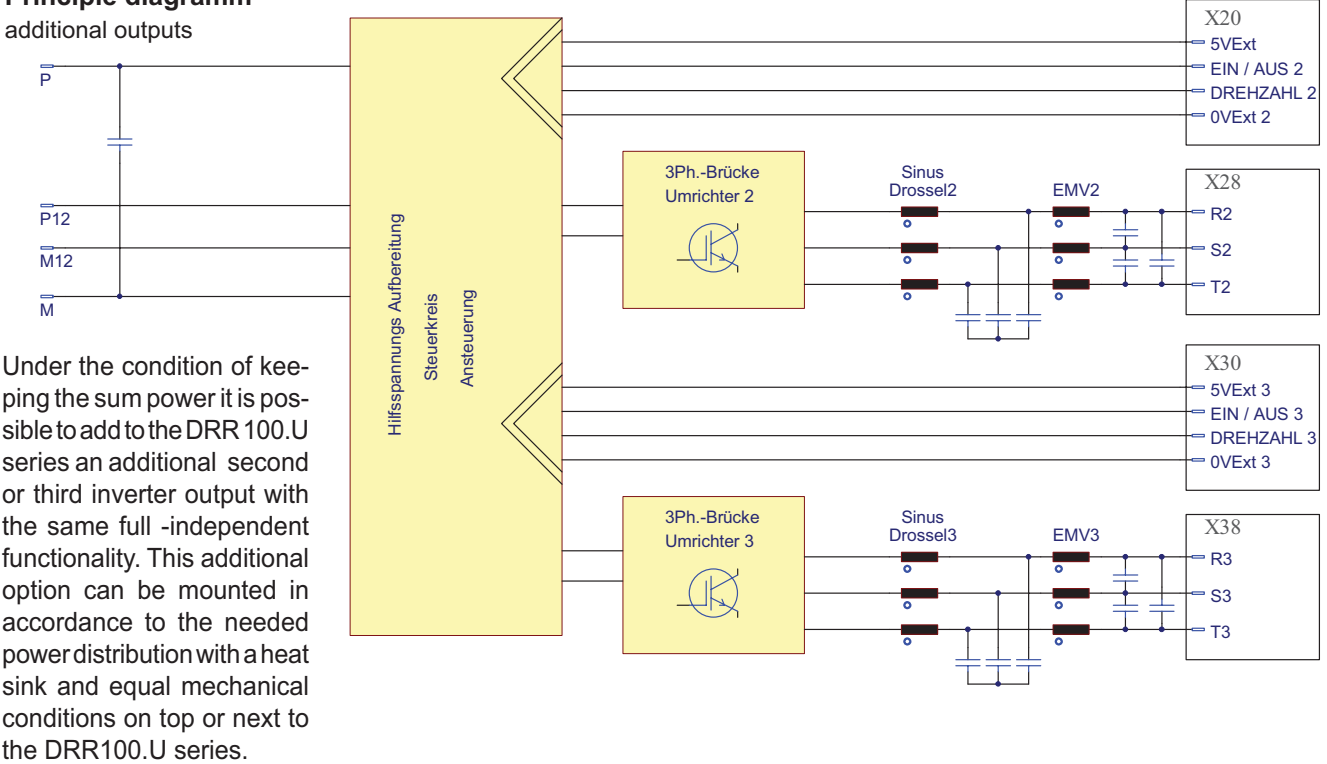 Principle diagramm
additional outputs
P
P12
M12
M
Hilfsspannungs Aufbereitung
Steuerkreis
Ansteuerung
X20
5VExt
EIN / AUS 2
DREHZAHL 2
0VExt 2
3Ph.-Brücke
Umrichter 2
Sinus
Drossel2
EMV2
X28
R2
S2
T2
X30
5VExt 3
EIN / AUS 3
DREHZAHL 3
0VExt 3
3Ph.-Brücke
Umrichter 3
Sinus
Drossel3
EMV3
X38
R3
S3
T3
Under the condition of kee-
ping the sum power it is pos-
sible to add to the DRR 100.U
series an additional second
or third inverter output with
the same full -independent
functionality. This additional
option can be mounted in
accordance to the needed
power distribution with a heat
sink and equal mechanical
conditions on top or next to
the DRR100.U series.